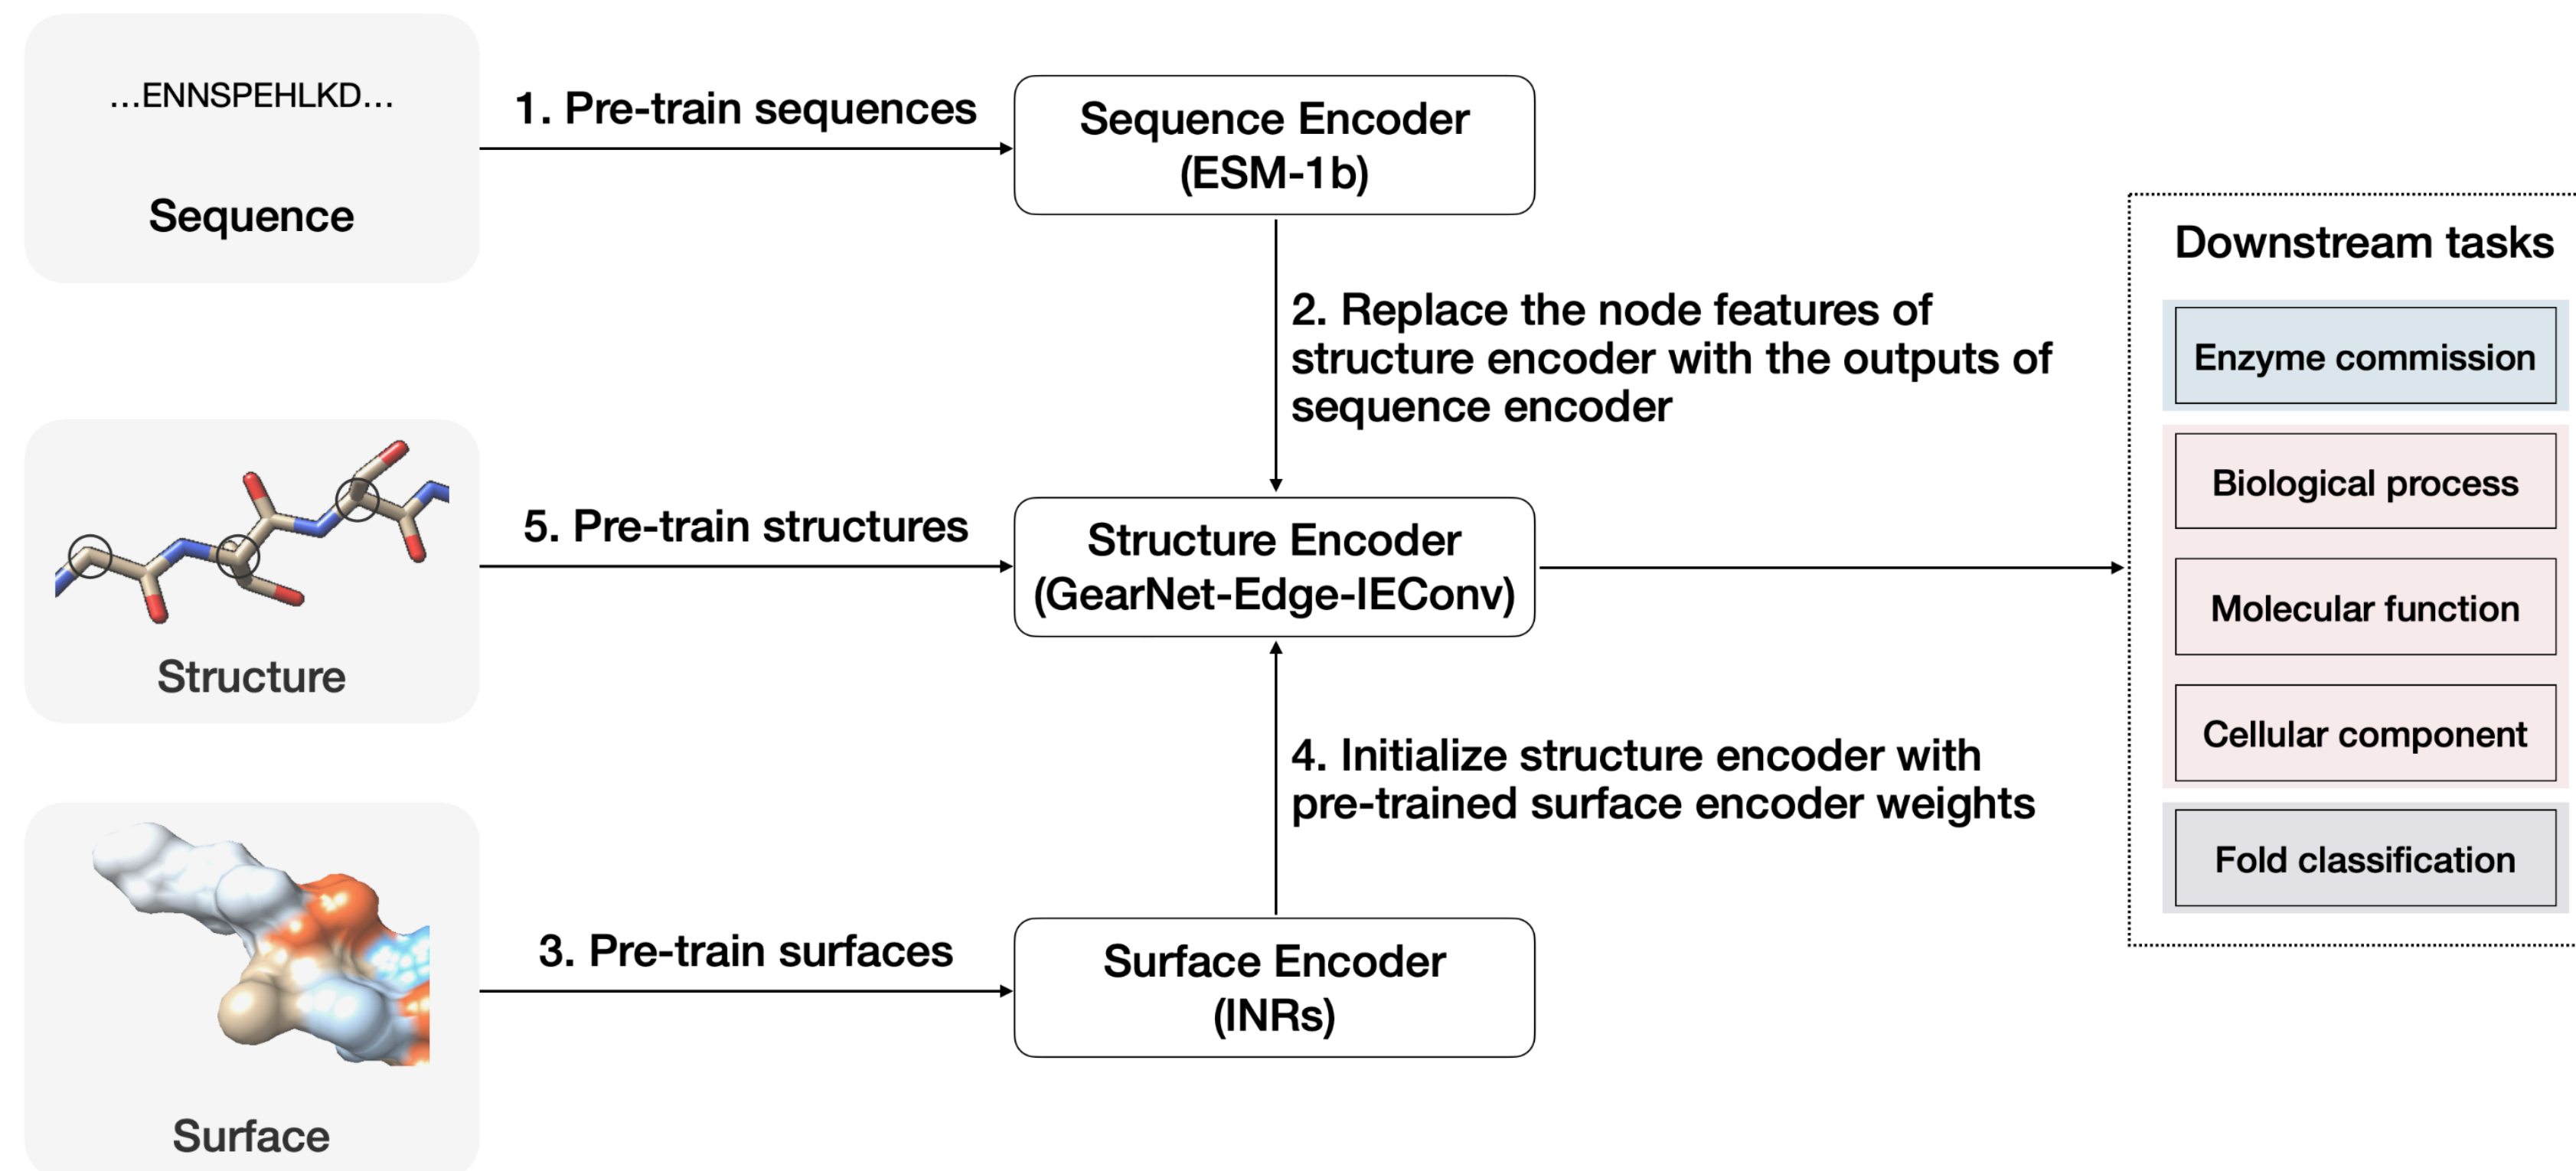 ...ENNSPEHLKD...
Sequence
1. Pre-train sequences
Sequence Encoder
(ESM-1b)
2. Replace the node features of
structure encoder with the outputs of
sequence encoder
Structure
5. Pre-train structures
Structure Encoder
(GearNet-Edge-IEConv)
4. Initialize structure encoder with
pre-trained surface encoder weights
Surface
3. Pre-train surfaces
Surface Encoder
(INRs)
Downstream tasks
Enzyme commission
Biological process
Molecular function
Cellular component
Fold classification